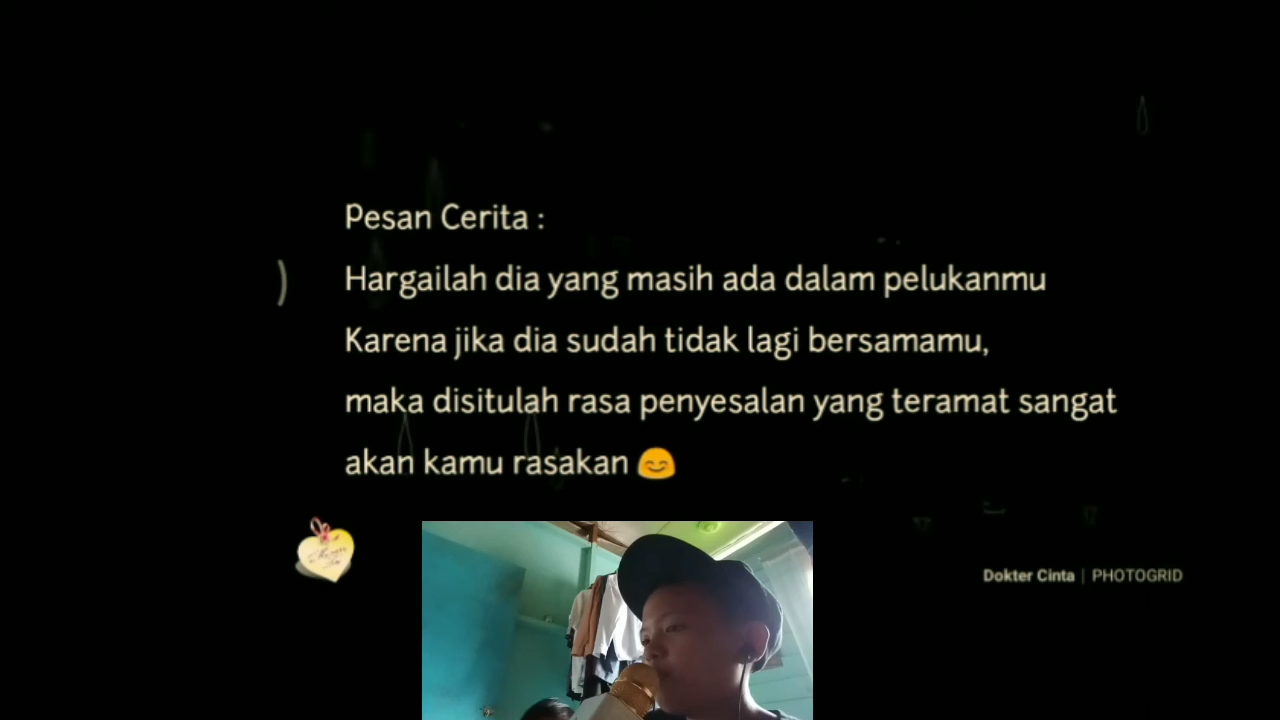 Pesan Cerita :
Hargailah dia yang masih ada dalam pelukanmu
Karena jika dia sudah tidak lagi bersamamu,
maka disitulah rasa penyesalan yang teramat sangat
akan kamu rasakan 😊
Dokter Cinta | PHOTOGRID